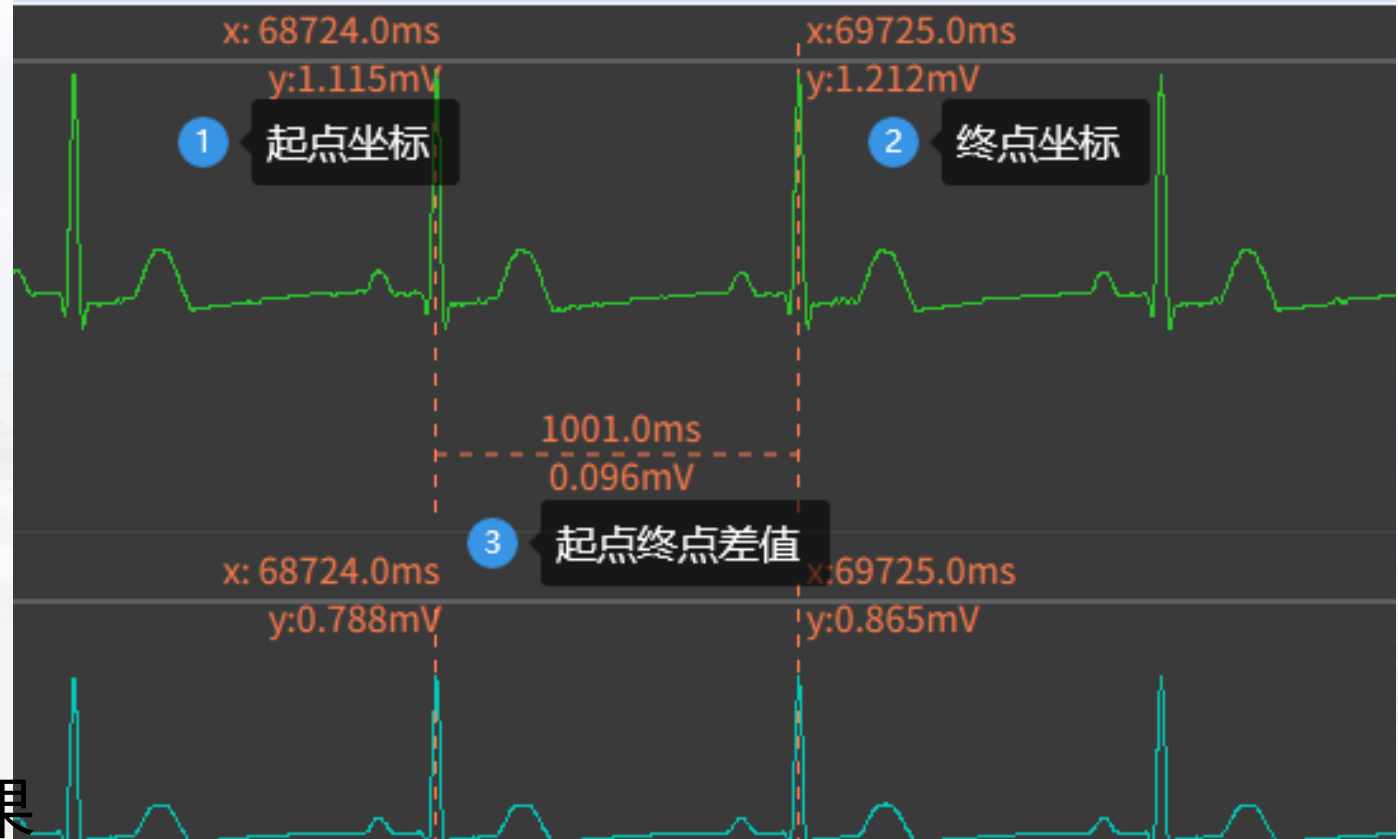 x: 68724.0ms
x:69725.0ms
y:1.115mV
y:1.212mV
1 起点坐标
2 终点坐标
1001.0ms
0.096mV
3 起点终点差值
x: 68724.0ms
x:69725.0ms
y:0.788mV
y:0.865mV
果